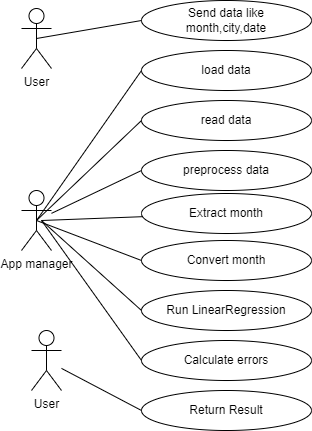 Send data like
month,city,date
User
load data
read data
preprocess data
Extract month
App manager
Convert month
Run LinearRegression
Calculate errors
User
Return Result